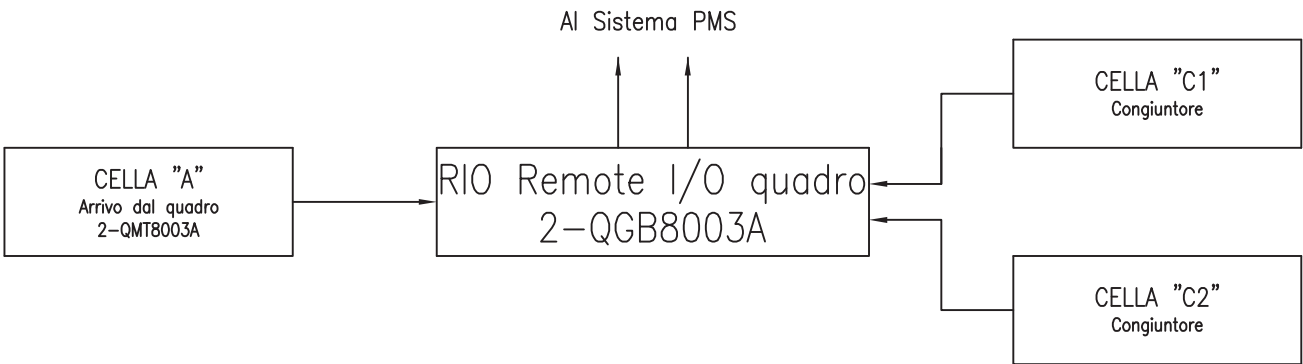 Al Sistema PMS
CELLA "C1"
Congiuntore
CELLA "A"
Arrivo dal quadro
2-QMT8003A
RIO Remote I/O quadro
2-QGB8003A
CELLA "C2"
Congiuntore